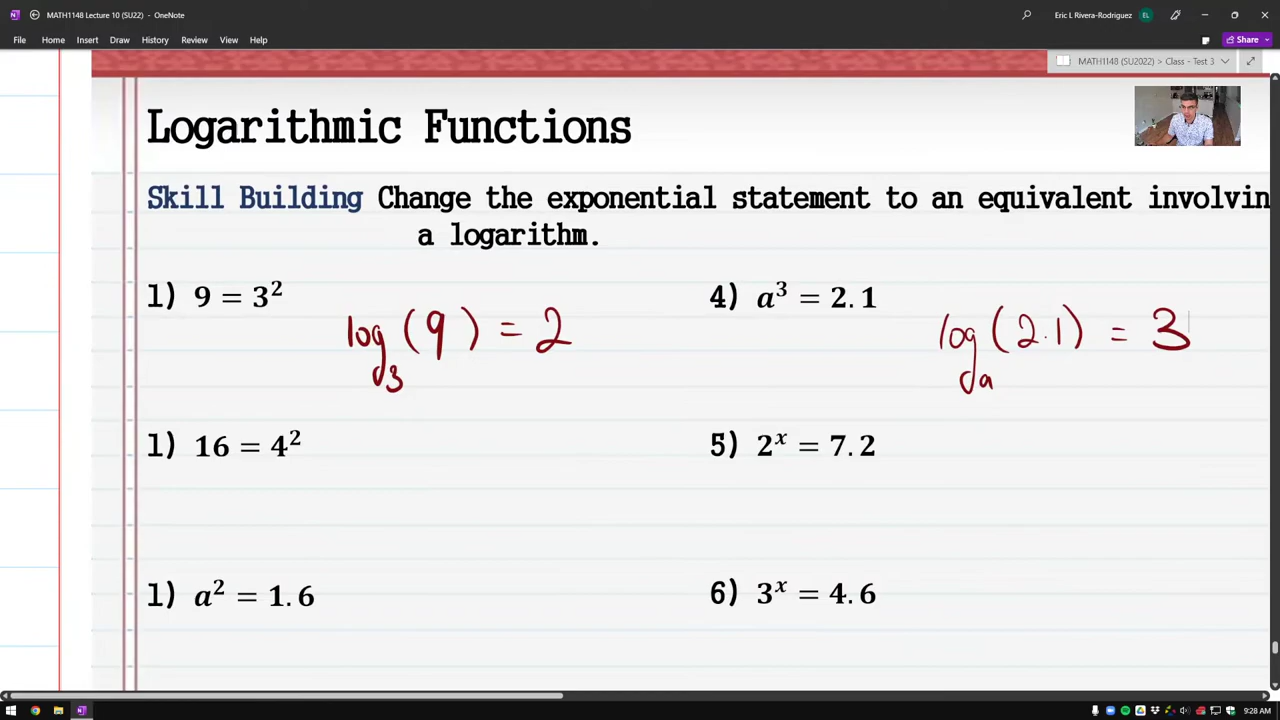 MATH1148 Lecture 10 (SU22) - OneNote
Eric L Rivera-Rodriguez
EL
File Home Insert Draw History Review View Help
Share
MATH1148 (SU2022) > Class - Test 3
Logarithmic Functions
Skill Building Change the exponential statement to an equivalent involvin
a logarithm.
1) 9 = 3²
log₃(9) = 2
4) a³ = 2.1
logₐ(2.1) = 3
1) 16 = 4²
5) 2ˣ = 7.2
1) a² = 1.6
6) 3ˣ = 4.6
9:28 AM